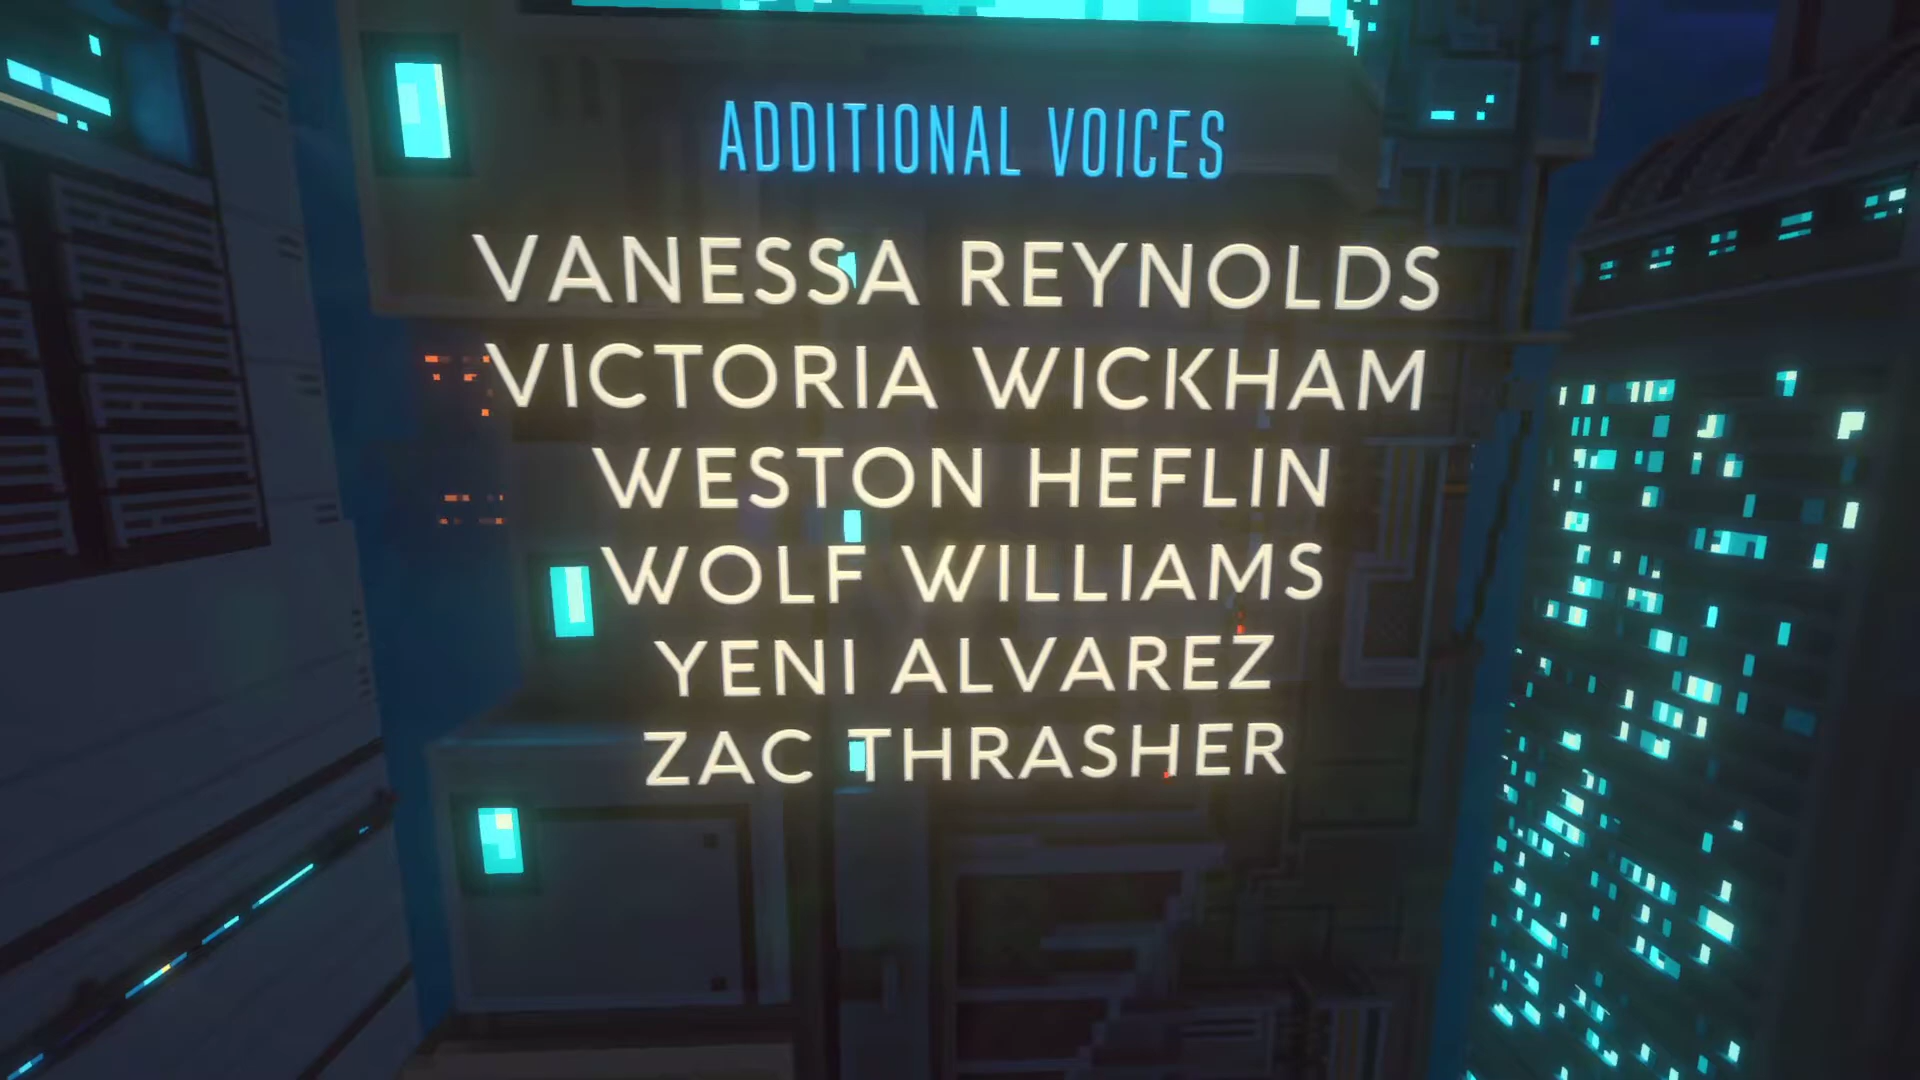 ADDITIONAL VOICES
VANESSA REYNOLDS
VICTORIA WICKHAM
WESTON HEFLIN
WOLF WILLIAMS
YENI ALVAREZ
ZAC THRASHER